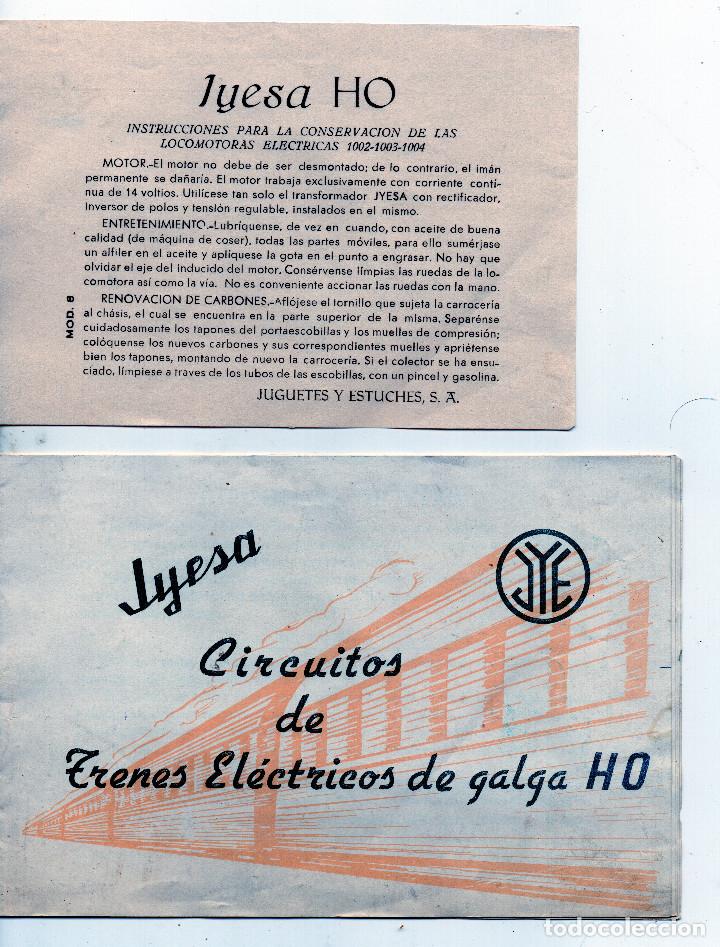 Jyesa HO
INSTRUCCIONES PARA LA CONSERVACION DE LAS
LOCOMOTORAS ELECTRICAS 1002-1003-1004
MOTOR.-El motor no debe de ser desmontado; de lo contrario, el imán
permanente se dañaría. El motor trabaja exclusivamente con corriente conti-
nua de 14 voltios. Utilícese tan solo el transformador JYESA con rectificador,
Inversor de polos y tensión regulable, instalados en el mismo.
ENTRETENIMIENTO.-Lubríquense, de vez en cuando, con aceite de buena
calidad (de máquina de coser), todas las partes móviles, para ello sumérjase
un alfiler en el aceite y aplíquese la gota en el punto a engrasar. No hay que
olvidar el eje del inducido del motor. Consérvense límpias las ruedas de la lo-
comotora así como la vía. No es conveniente accionar las ruedas con la mano.
RENOVACION DE CARBONES.-Aflójese el tornillo que sujeta la carrocería
al chásis, el cual se encuentra en la parte superior de la misma. Separénse
cuidadosamente los tapones del portaescobillas y los muelles de compresión;
colóquense los nuevos carbones y sus correspondientes muelles y apriétense
bien los tapones, montando de nuevo la carrocería. Si el colector se ha ensu-
ciado, límpiese a traves de los tubos de las escobillas, con un pincel y gasolina.
JUGUETES Y ESTUCHES, S. A.
MOD. 8
Jyesa
JYE
Circuitos
de
Trenes Eléctricos de galga HO
todocoleccion